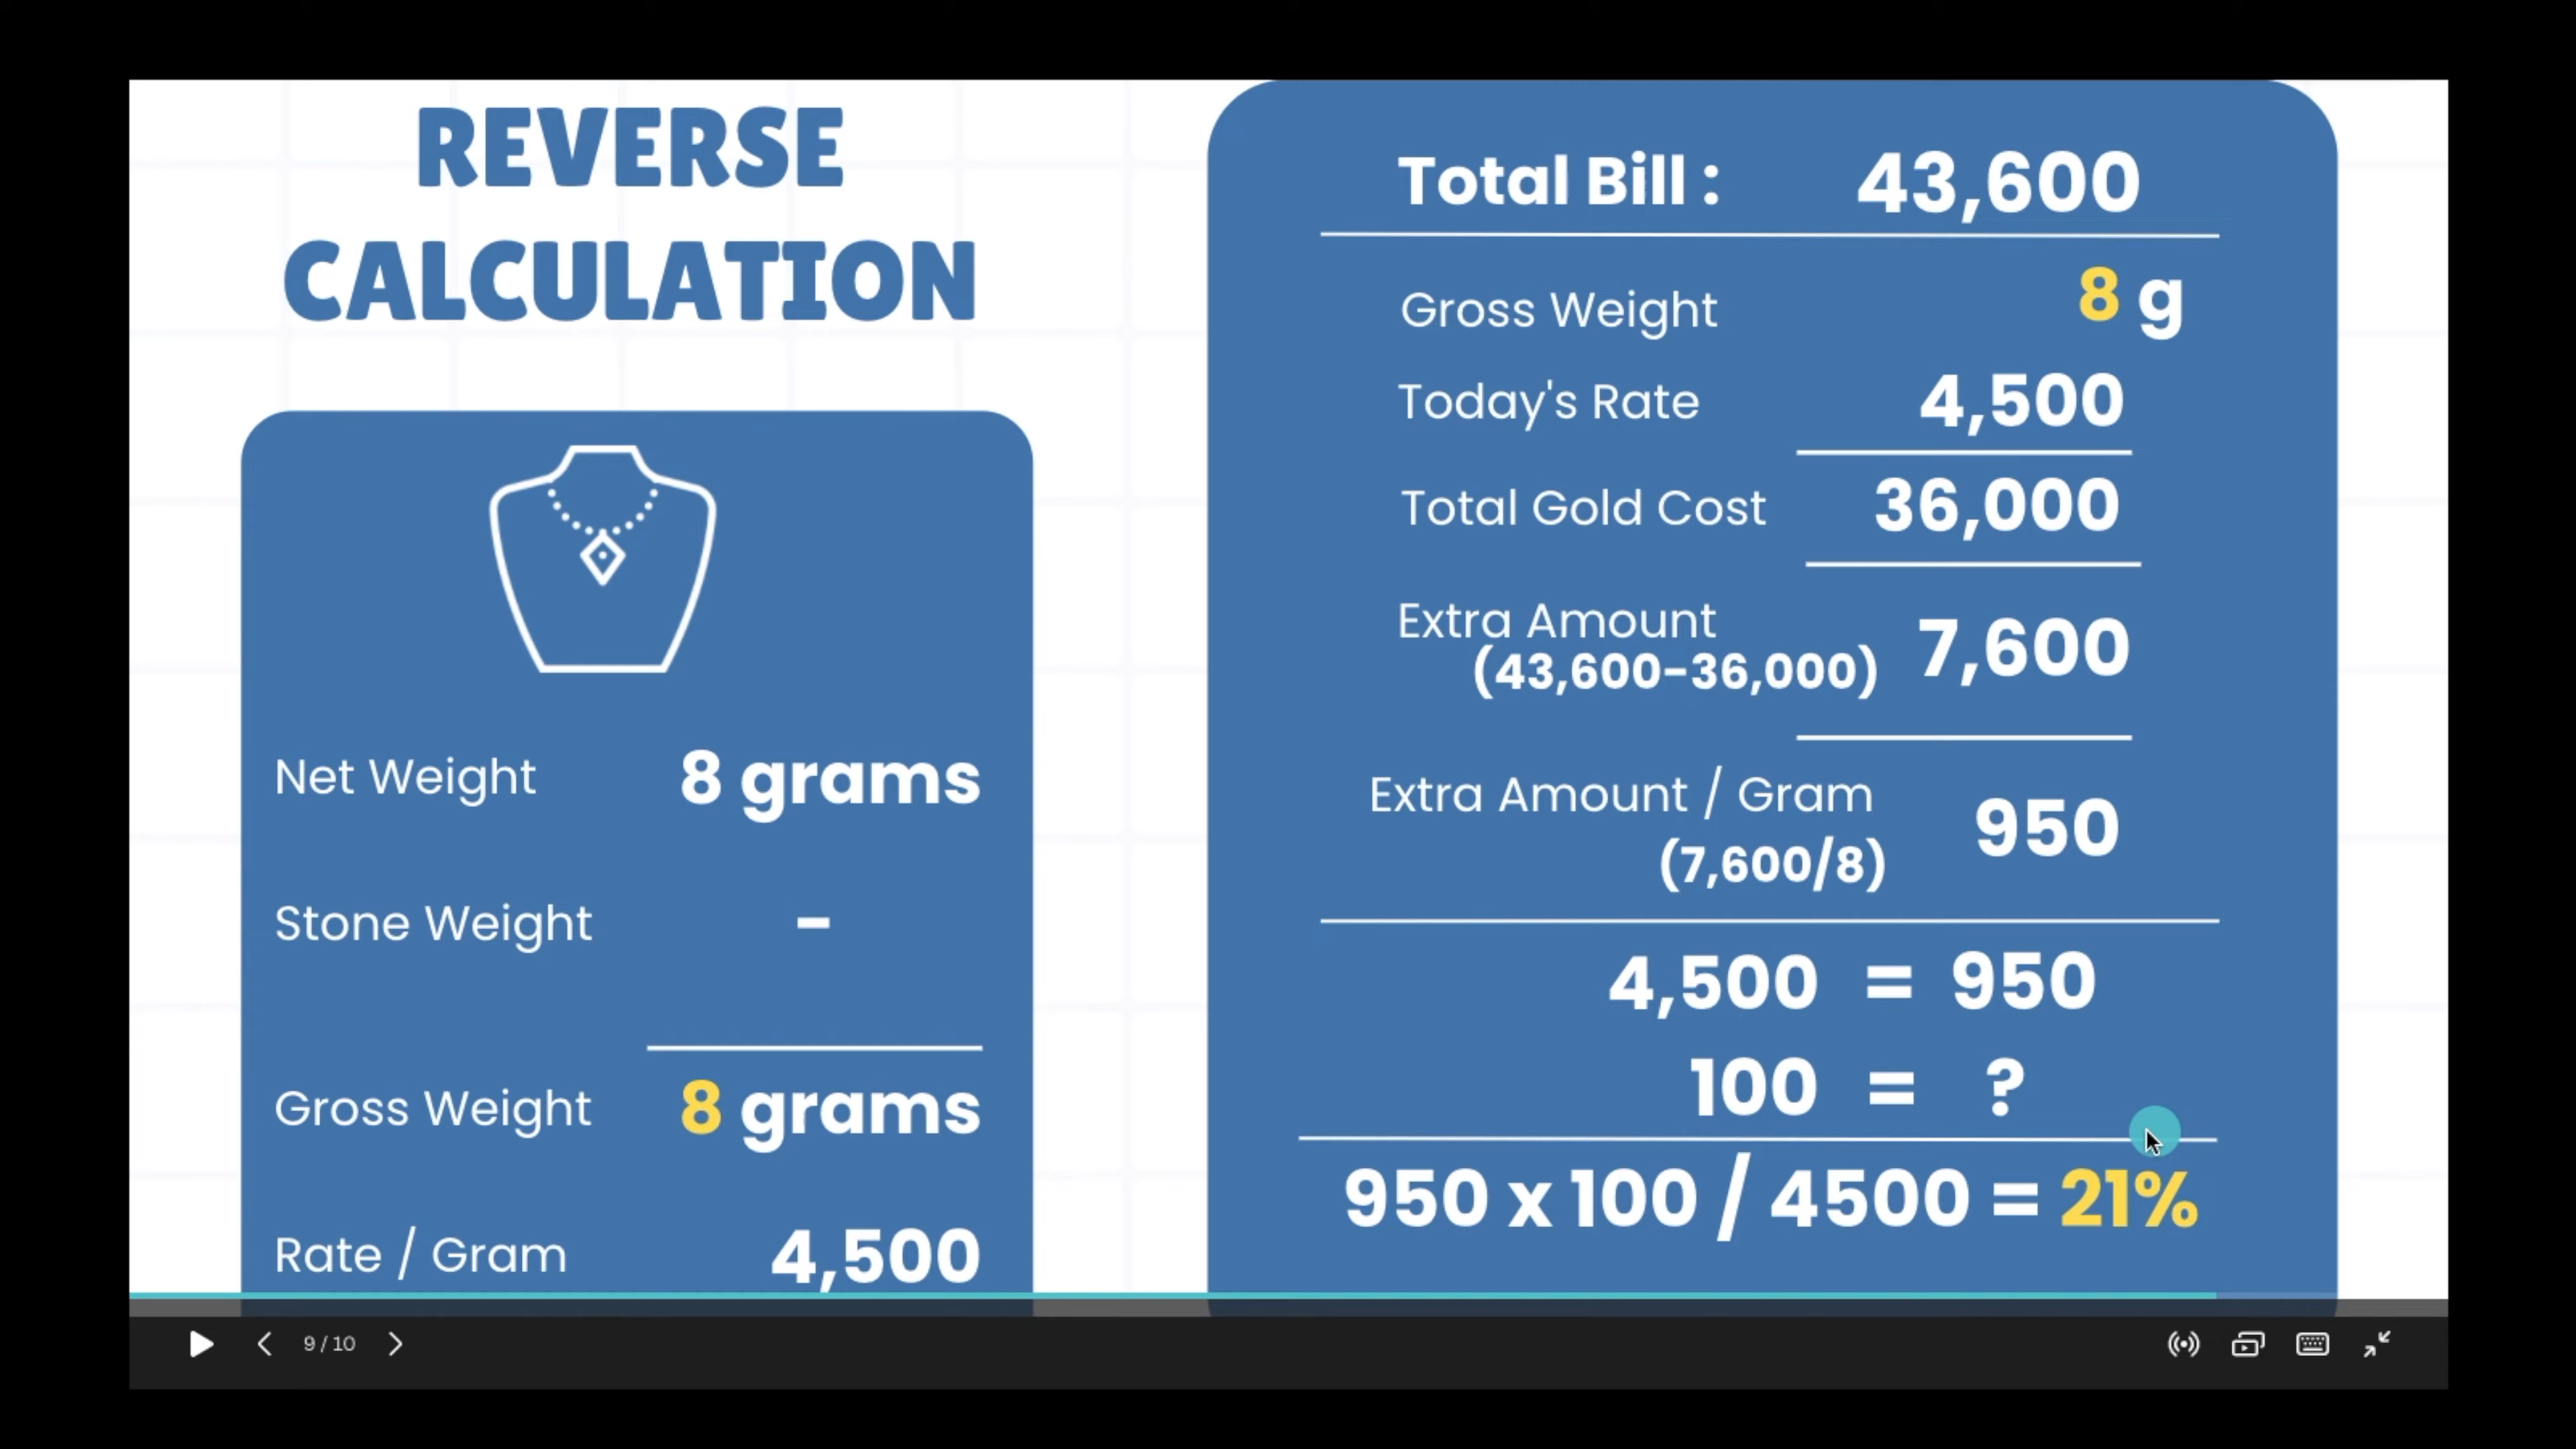 REVERSE
CALCULATION
Net Weight 8 grams
Stone Weight -
Gross Weight 8 grams
Rate / Gram 4,500
Total Bill : 43,600
Gross Weight 8 g
Today's Rate 4,500
Total Gold Cost 36,000
Extra Amount
(43,600-36,000) 7,600
Extra Amount / Gram
(7,600/8) 950
4,500 = 950
100 = ?
950 x 100 / 4500 = 21%
9 / 10